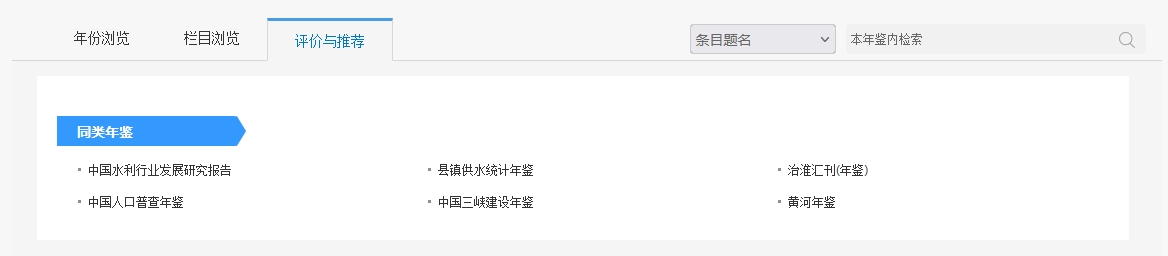 年份浏览 栏目浏览 评价与推荐 条目题名 本年鉴内检索
同类年鉴
中国水利行业发展研究报告 县镇供水统计年鉴 治淮汇刊(年鉴)
中国人口普查年鉴 中国三峡建设年鉴 黄河年鉴